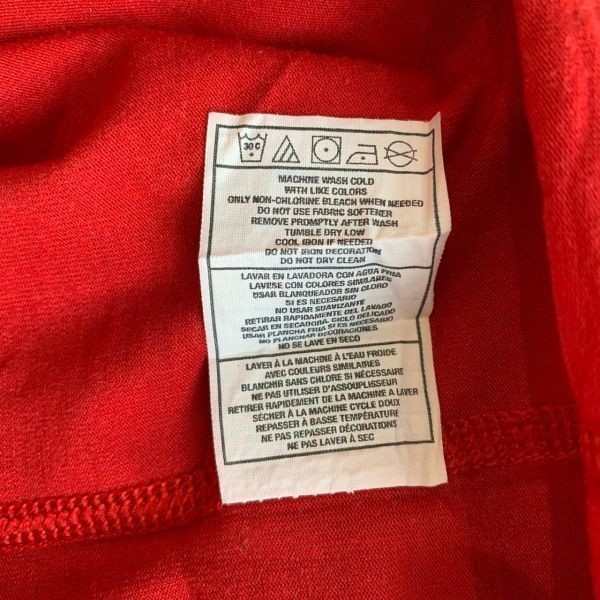 30C
MACHINE WASH COLD
WITH LIKE COLORS
ONLY NON-CHLORINE BLEACH WHEN NEEDED
DO NOT USE FABRIC SOFTENER
REMOVE PROMPTLY AFTER WASH
TUMBLE DRY LOW
COOL IRON IF NEEDED
DO NOT IRON DECORATION
DO NOT DRY CLEAN
LAVAR EN LAVADORA CON AGUA FRIA
LAVESE CON COLORES SIMILARES
USAR BLANQUEADOR SIN CLORO
SI ES NECESARIO
NO USAR SUAVIZANTE
RETIRAR RAPIDAMENTE DEL LAVADO
SECAR EN SECADORA, CICLO DELICADO
USAR PLANCHA FRIA SI ES NECESARIO
NO PLANCHAR DECORACIONES
NO SE LAVE EN SECO
LAVER À LA MACHINE À L'EAU FROIDE
AVEC COULEURS SIMILAIRE
BLANCHIR SANS CHLORE SI NÉCESSAIRE
NE PAS UTILISER D'ASSOUPLISSEUR
RETIRER RAPIDEMENT DE LA MACHINE A LAVER
SÉCHER À LA MACHINE CYCLE DOUX
REPASSER À BASSE TEMPÉRATURE
NE PAS REPASSER DÉCORATIONS
NE PAS LAVER À SEC